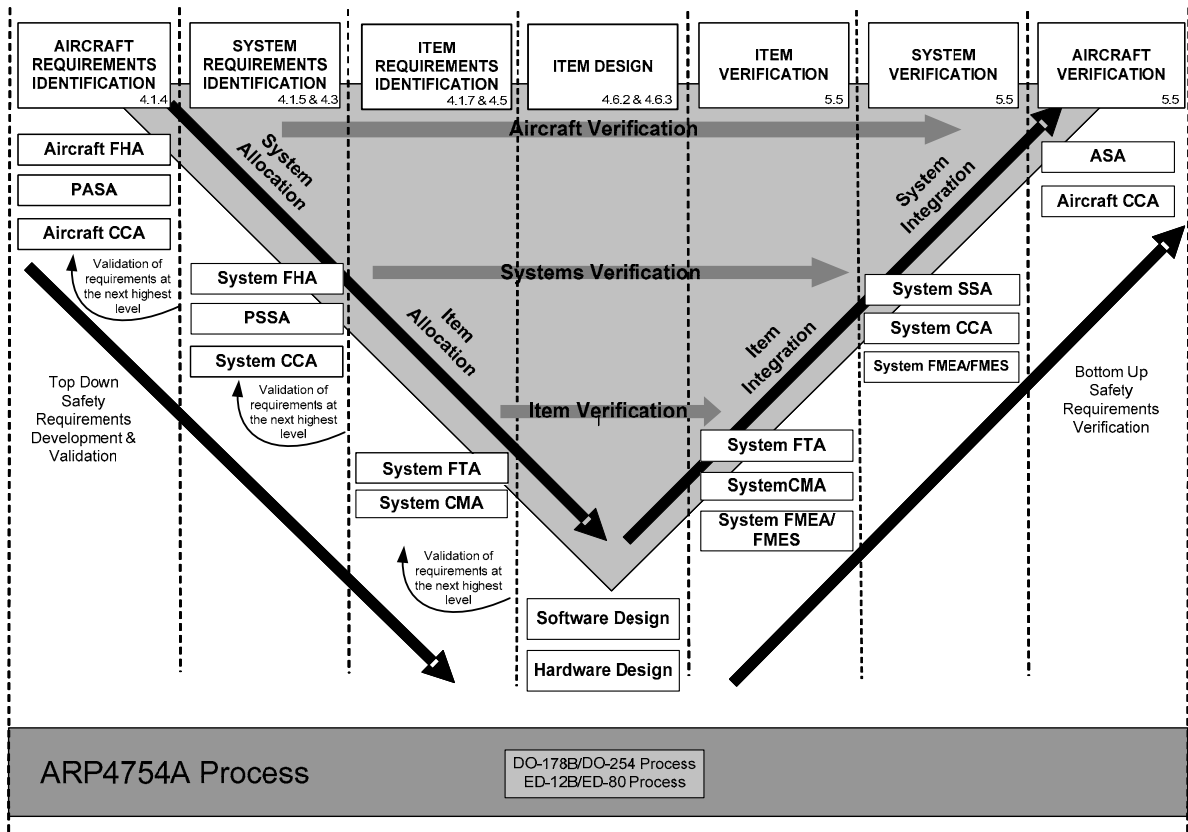 AIRCRAFT
REQUIREMENTS
IDENTIFICATION
4.1.4
SYSTEM
REQUIREMENTS
IDENTIFICATION
4.1.5 & 4.3
ITEM
REQUIREMENTS
IDENTIFICATION
4.1.7 & 4.5
ITEM DESIGN
4.6.2 & 4.6.3
ITEM
VERIFICATION
5.5
SYSTEM
VERIFICATION
5.5
AIRCRAFT
VERIFICATION
5.5
Aircraft FHA
PASA
Aircraft CCA
Validation of
requirements at
the next highest
level
Top Down
Safety
Requirements
Development &
Validation
System
Allocation
System FHA
PSSA
System CCA
Validation of
requirements at
the next highest
level
Item
Allocation
System FTA
System CMA
Validation of
requirements at
the next highest
level
Aircraft Verification
Systems Verification
Item Verification
Software Design
Hardware Design
Item
Integration
System FTA
SystemCMA
System FMEA/
FMES
System
Integration
System SSA
System CCA
System FMEA/FMES
ASA
Aircraft CCA
Bottom Up
Safety
Requirements
Verification
ARP4754A Process
DO-178B/DO-254 Process
ED-12B/ED-80 Process